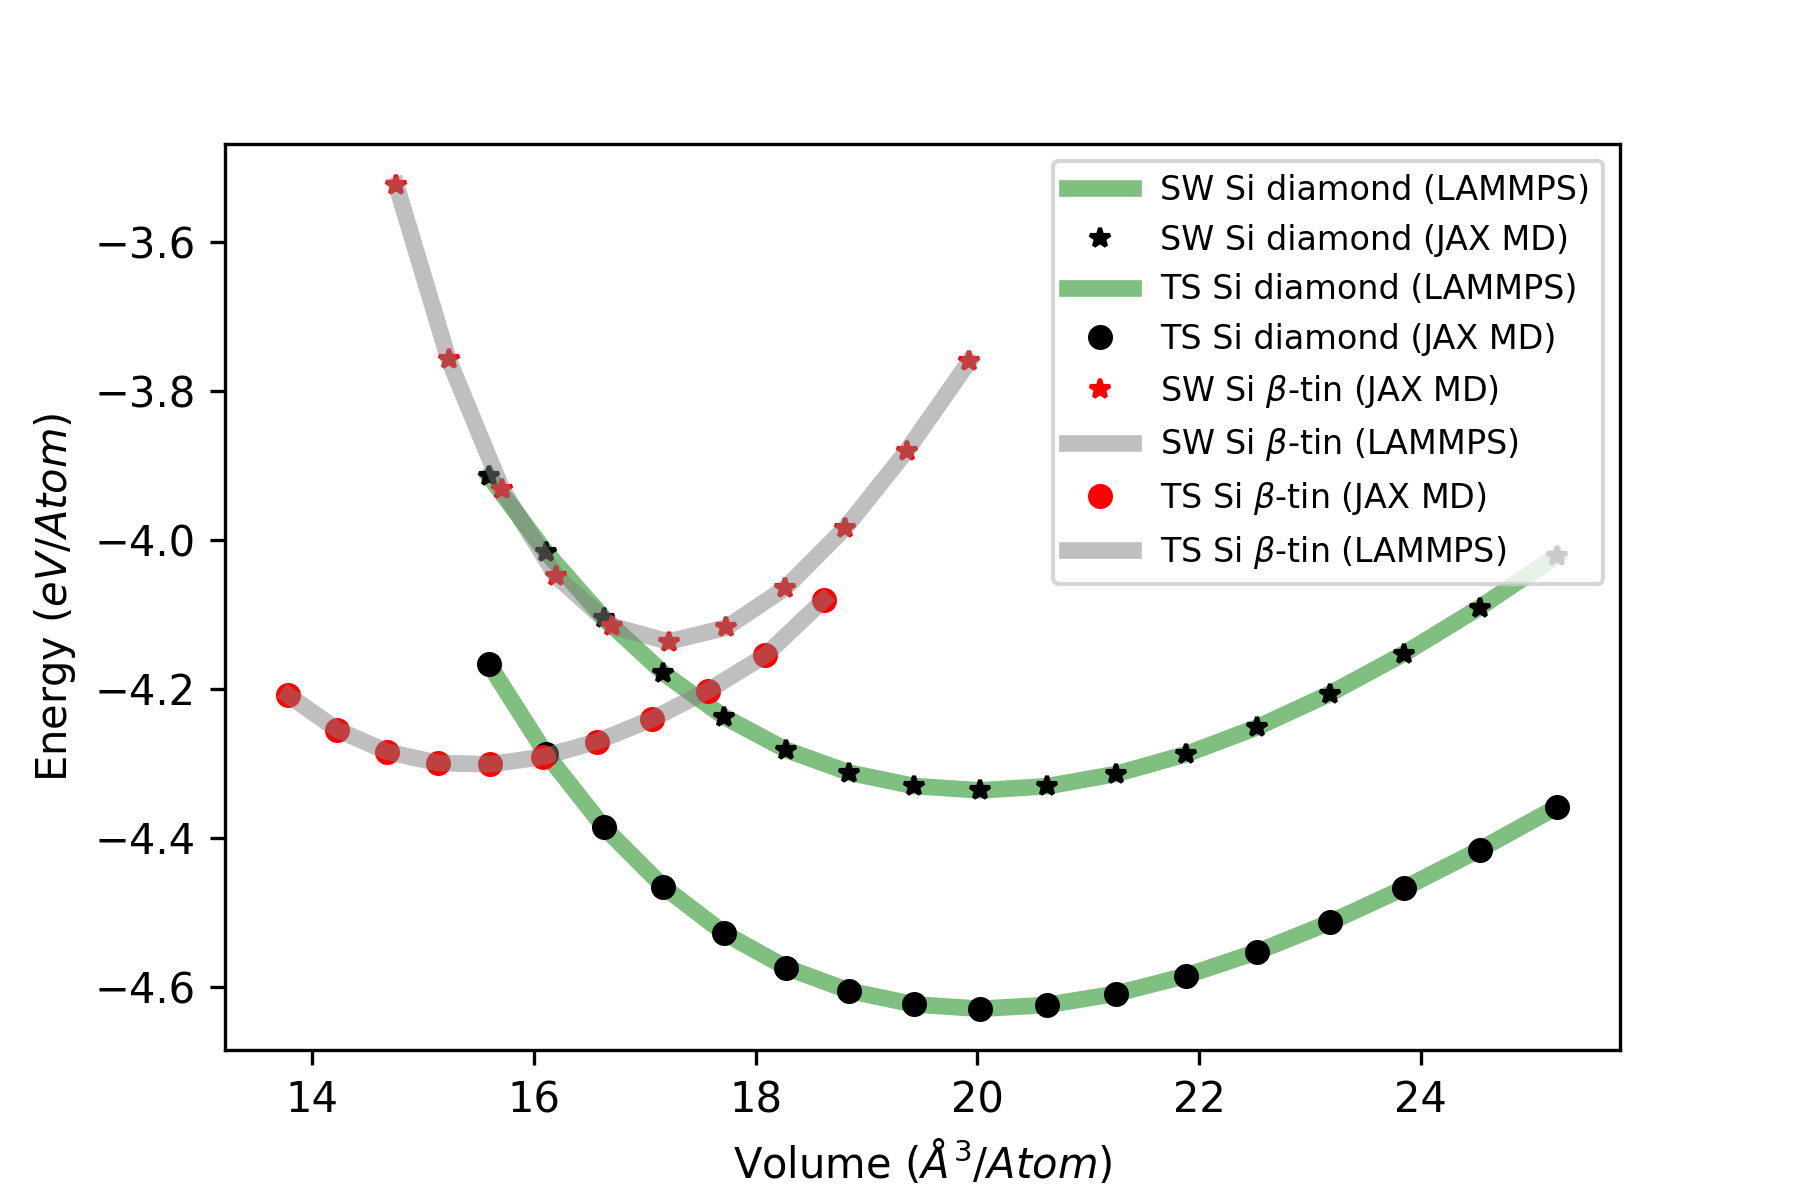 SW Si diamond (LAMMPS)
SW Si diamond (JAX MD)
TS Si diamond (LAMMPS)
TS Si diamond (JAX MD)
SW Si β-tin (JAX MD)
SW Si β-tin (LAMMPS)
TS Si β-tin (JAX MD)
TS Si β-tin (LAMMPS)
−3.6
−3.8
−4.0
−4.2
−4.4
−4.6
Energy (eV/Atom)
14 16 18 20 22 24
Volume (Å³/Atom)